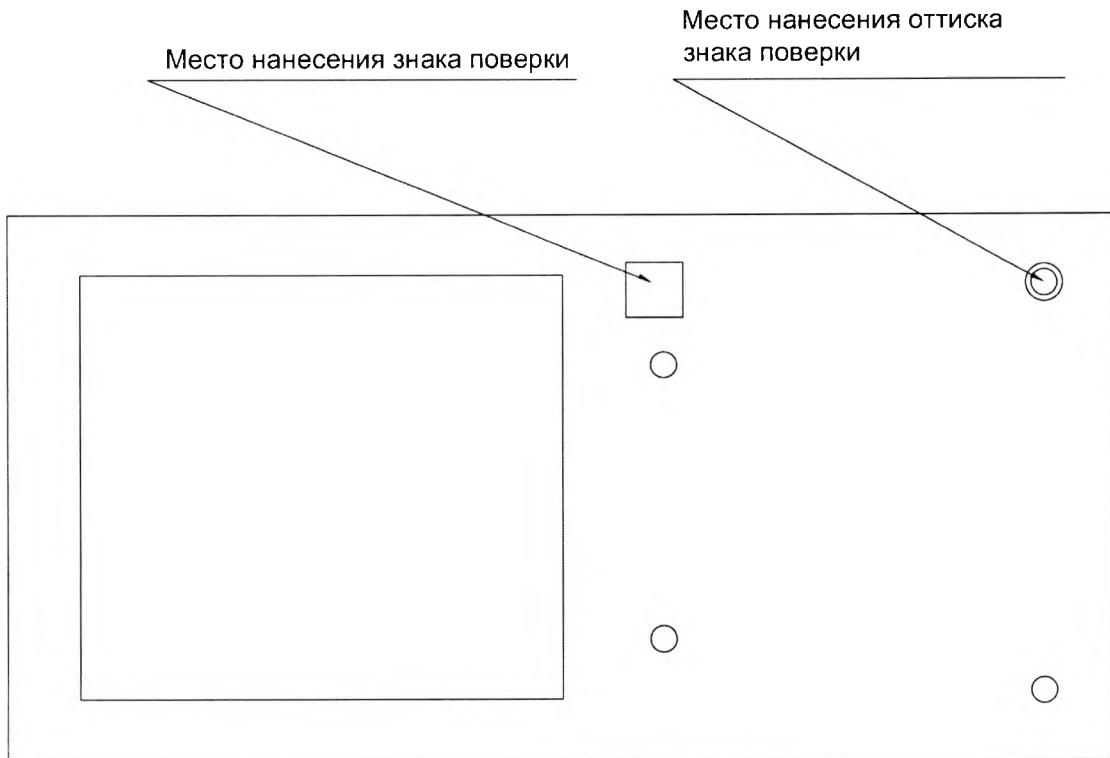 Место нанесения знака поверки
Место нанесения оттиска
знака поверки